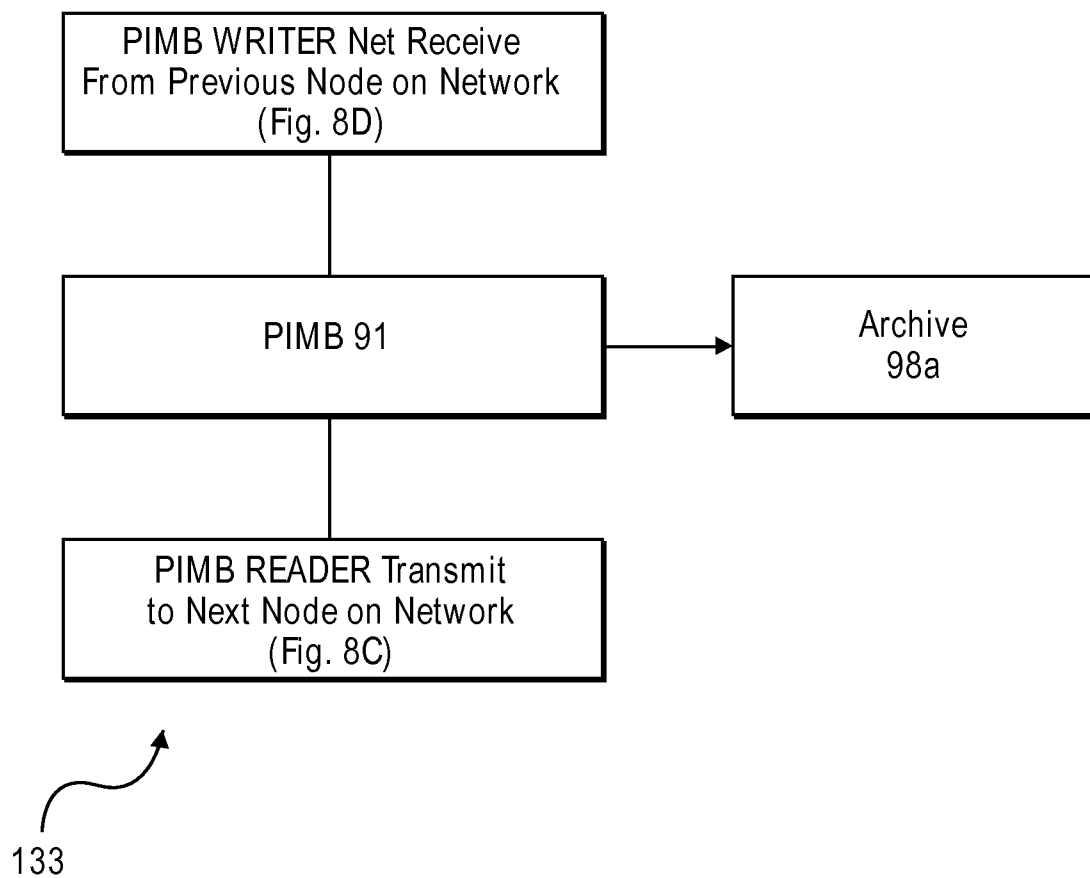 PIMB WRITER Net Receive
From Previous Node on Network
(Fig. 8D)
PIMB 91
Archive
98a
PIMB READER Transmit
to Next Node on Network
(Fig. 8C)
133